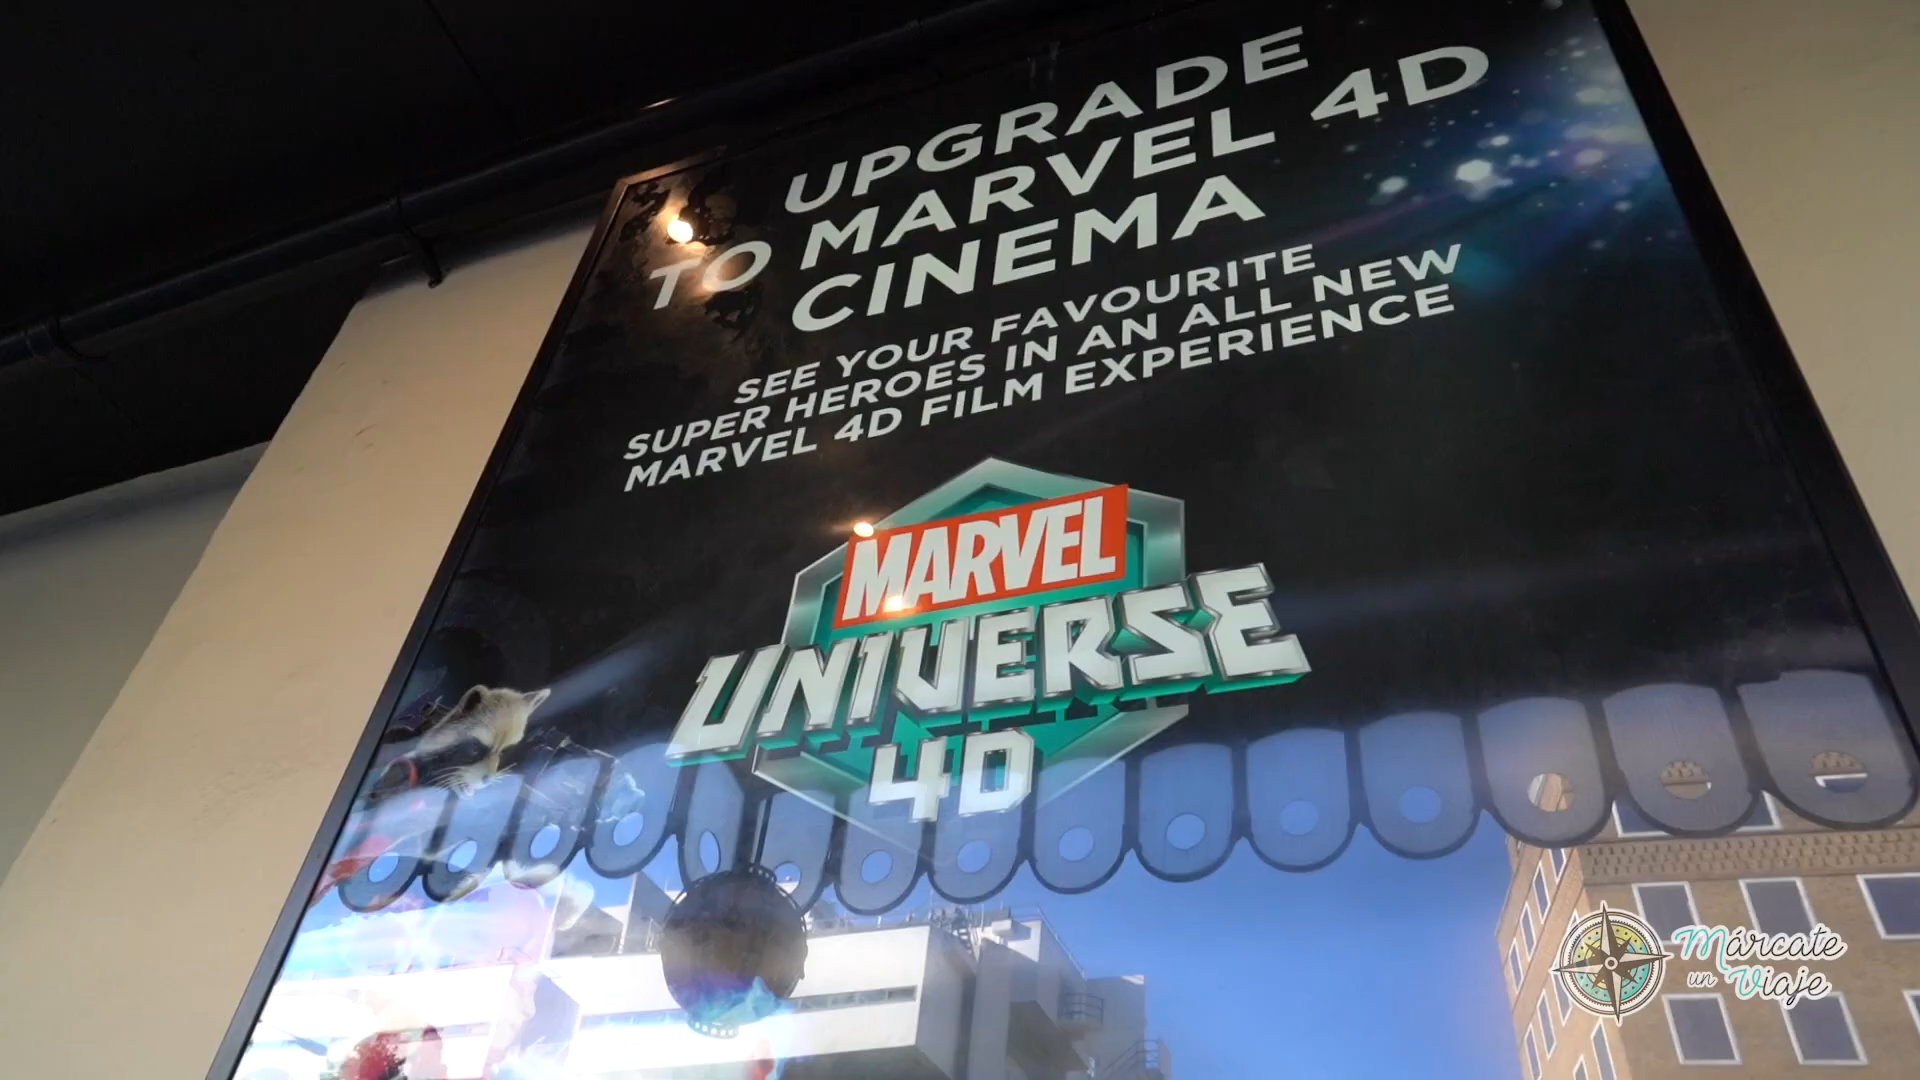 UPGRADE
TO MARVEL 4D
CINEMA
SEE YOUR FAVOURITE
SUPER HEROES IN AN ALL NEW
MARVEL 4D FILM EXPERIENCE
MARVEL
UNIVERSE
4D
Márcate
un Viaje